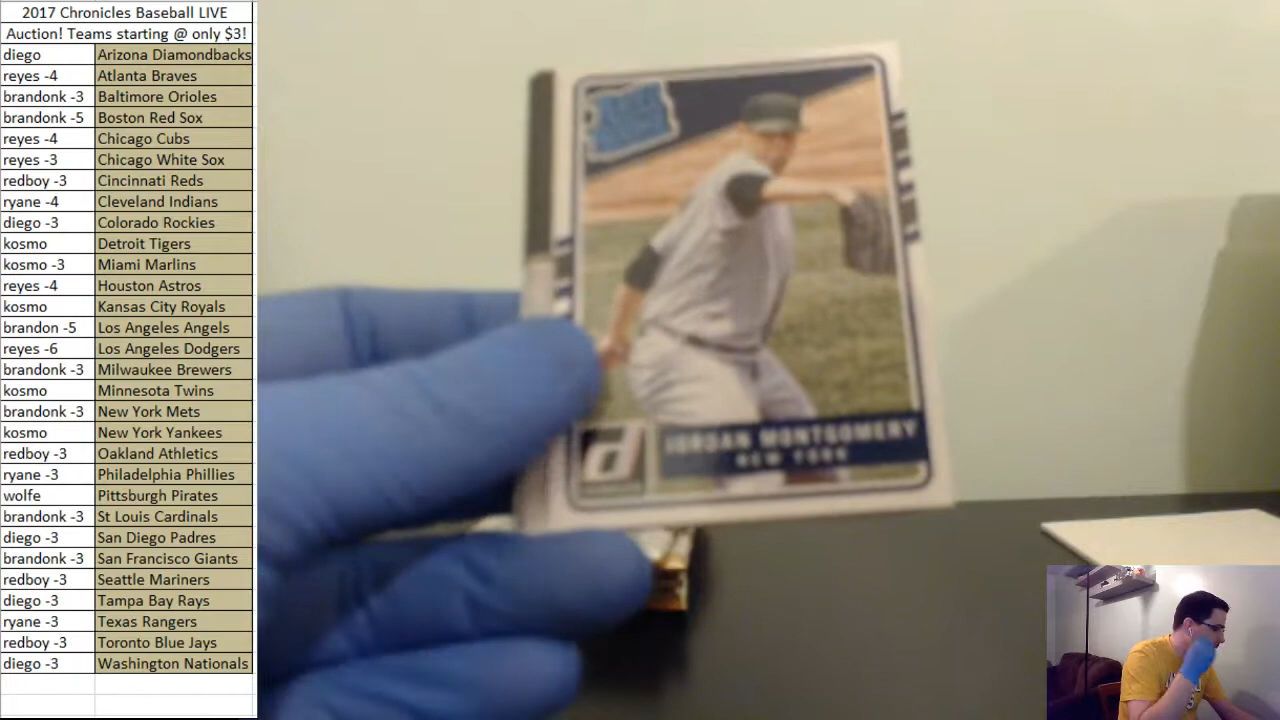 2017 Chronicles Baseball LIVE
Auction! Teams starting @ only $3!
diego Arizona Diamondbacks
reyes -4 Atlanta Braves
brandonk -3 Baltimore Orioles
brandonk -5 Boston Red Sox
reyes -4 Chicago Cubs
reyes -3 Chicago White Sox
redboy -3 Cincinnati Reds
ryane -4 Cleveland Indians
diego -3 Colorado Rockies
kosmo Detroit Tigers
kosmo -3 Miami Marlins
reyes -4 Houston Astros
kosmo Kansas City Royals
brandon -5 Los Angeles Angels
reyes -6 Los Angeles Dodgers
brandonk -3 Milwaukee Brewers
kosmo Minnesota Twins
brandonk -3 New York Mets
kosmo New York Yankees
redboy -3 Oakland Athletics
ryane -3 Philadelphia Phillies
wolfe Pittsburgh Pirates
brandonk -3 St Louis Cardinals
diego -3 San Diego Padres
brandonk -3 San Francisco Giants
redboy -3 Seattle Mariners
diego -3 Tampa Bay Rays
ryane -3 Texas Rangers
redboy -3 Toronto Blue Jays
diego -3 Washington Nationals
d
JORDAN MONTGOMERY
NEW YORK